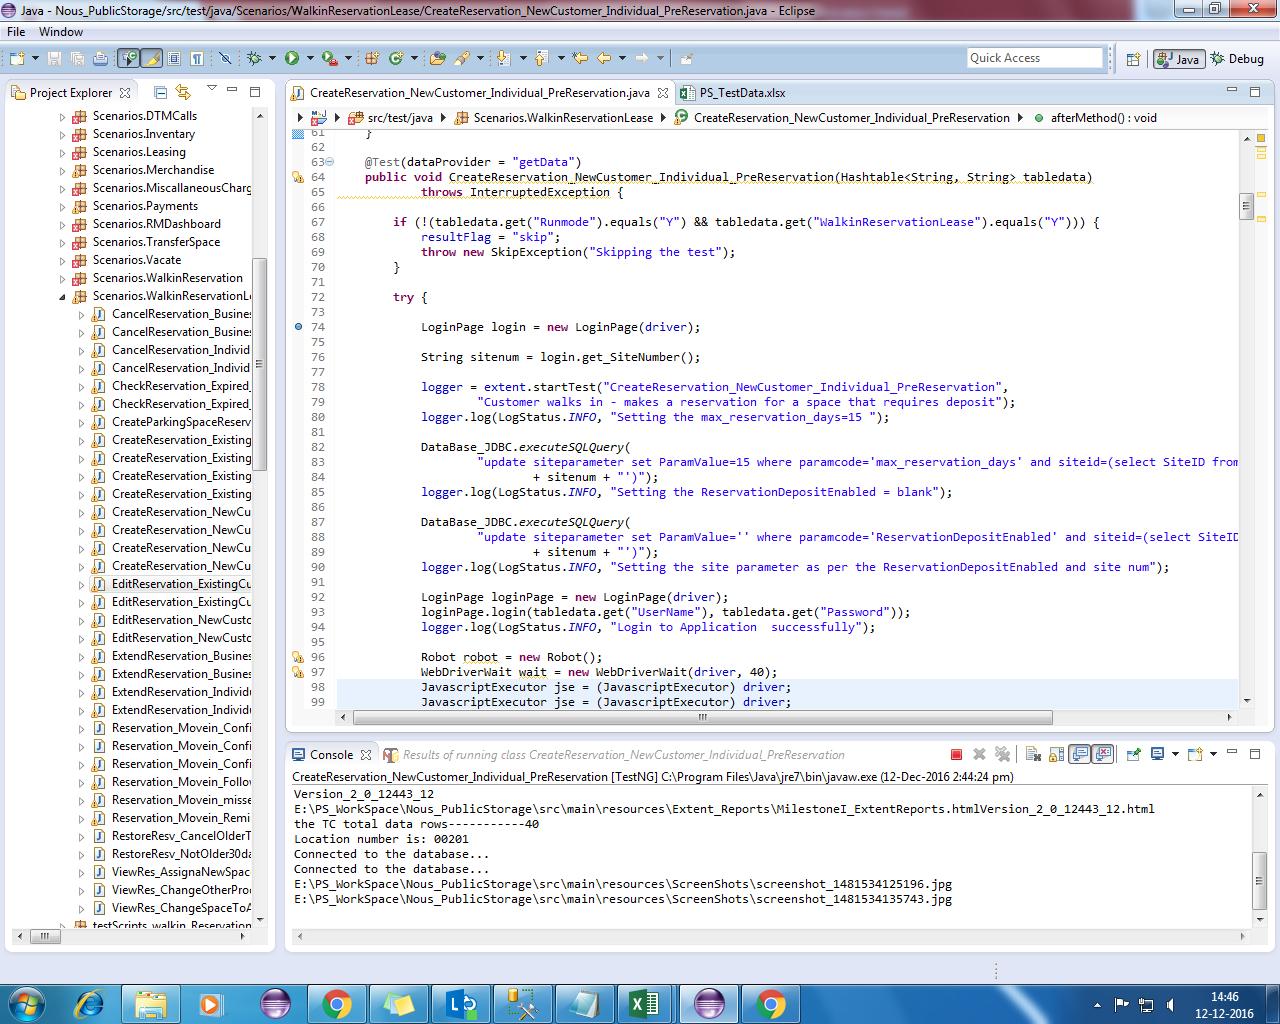 Java - Nous_PublicStorage/src/test/java/Scenarios/WalkinReservationLease/CreateReservation_NewCustomer_Individual_PreReservation.java - Eclipse
File Window
Quick Access
Java
Debug
Project Explorer
Scenarios.DTMCalls
Scenarios.Inventory
Scenarios.Leasing
Scenarios.Merchandise
Scenarios.MiscellaneousCharg
Scenarios.Payments
Scenarios.RMDashboard
Scenarios.TransferSpace
Scenarios.Vacate
Scenarios.WalkinReservation
Scenarios.WalkinReservationLe
CancelReservation_Busines
CancelReservation_Busines
CancelReservation_Individ
CancelReservation_Individ
CheckReservation_Expired_
CheckReservation_Expired_
CreateParkingSpaceReserv
CreateReservation_Existing
CreateReservation_Existing
CreateReservation_Existing
CreateReservation_Existing
CreateReservation_NewCu
CreateReservation_NewCu
CreateReservation_NewCu
CreateReservation_NewCu
EditReservation_ExistingCu
EditReservation_ExistingCu
EditReservation_NewCusto
EditReservation_NewCusto
ExtendReservation_Busines
ExtendReservation_Busines
ExtendReservation_Individu
ExtendReservation_Individu
Reservation_Movein_Confi
Reservation_Movein_Confi
Reservation_Movein_Confi
Reservation_Movein_Follow
Reservation_Movein_misse
Reservation_Movein_Remi
RestoreResv_CancelOlderT
RestoreResv_NotOlder30da
ViewRes_AssignaNewSpac
ViewRes_ChangeOtherProc
ViewRes_ChangeSpaceToA
testScripts_walkin_Reservation
CreateReservation_NewCustomer_Individual_PreReservation.java PS_TestData.xlsx
src/test/java Scenarios.WalkinReservationLease CreateReservation_NewCustomer_Individual_PreReservation afterMethod() : void
61 }
62
63 @Test(dataProvider = "getData")
64 public void CreateReservation_NewCustomer_Individual_PreReservation(Hashtable<String, String> tabledata)
65 throws InterruptedException {
66
67 if (!(tabledata.get("Runmode").equals("Y") && tabledata.get("WalkinReservationLease").equals("Y"))) {
68 resultFlag = "skip";
69 throw new SkipException("Skipping the test");
70 }
71
72 try {
73
74 LoginPage login = new LoginPage(driver);
75
76 String sitenum = login.get_SiteNumber();
77
78 logger = extent.startTest("CreateReservation_NewCustomer_Individual_PreReservation",
79 "Customer walks in - makes a reservation for a space that requires deposit");
80 logger.log(LogStatus.INFO, "Setting the max_reservation_days=15 ");
81
82 DataBase_JDBC.executeSQLQuery(
83 "update siteparameter set ParamValue=15 where paramcode='max_reservation_days' and siteid=(select SiteID from
84 + sitenum + "')");
85 logger.log(LogStatus.INFO, "Setting the ReservationDepositEnabled = blank");
86
87 DataBase_JDBC.executeSQLQuery(
88 "update siteparameter set ParamValue='' where paramcode='ReservationDepositEnabled' and siteid=(select SiteID
89 + sitenum + "')");
90 logger.log(LogStatus.INFO, "Setting the site parameter as per the ReservationDepositEnabled and site num");
91
92 LoginPage loginPage = new LoginPage(driver);
93 loginPage.login(tabledata.get("UserName"), tabledata.get("Password"));
94 logger.log(LogStatus.INFO, "Login to Application  successfully");
95
96 Robot robot = new Robot();
97 WebDriverWait wait = new WebDriverWait(driver, 40);
98 JavascriptExecutor jse = (JavascriptExecutor) driver;
99 JavascriptExecutor jse = (JavascriptExecutor) driver;
Console Results of running class CreateReservation_NewCustomer_Individual_PreReservation
CreateReservation_NewCustomer_Individual_PreReservation [TestNG] C:\Program Files\Java\jre7\bin\javaw.exe (12-Dec-2016 2:44:24 pm)
Version_2_0_12443_12
E:\PS_WorkSpace\Nous_PublicStorage\src\main\resources\Extent_Reports\MilestoneI_ExtentReports.htmlVersion_2_0_12443_12.html
the TC total data rows-----------40
Location number is: 00201
Connected to the database...
Connected to the database...
E:\PS_WorkSpace\Nous_PublicStorage\src\main\resources\ScreenShots\screenshot_1481534125196.jpg
E:\PS_WorkSpace\Nous_PublicStorage\src\main\resources\ScreenShots\screenshot_1481534135743.jpg
14:46
12-12-2016